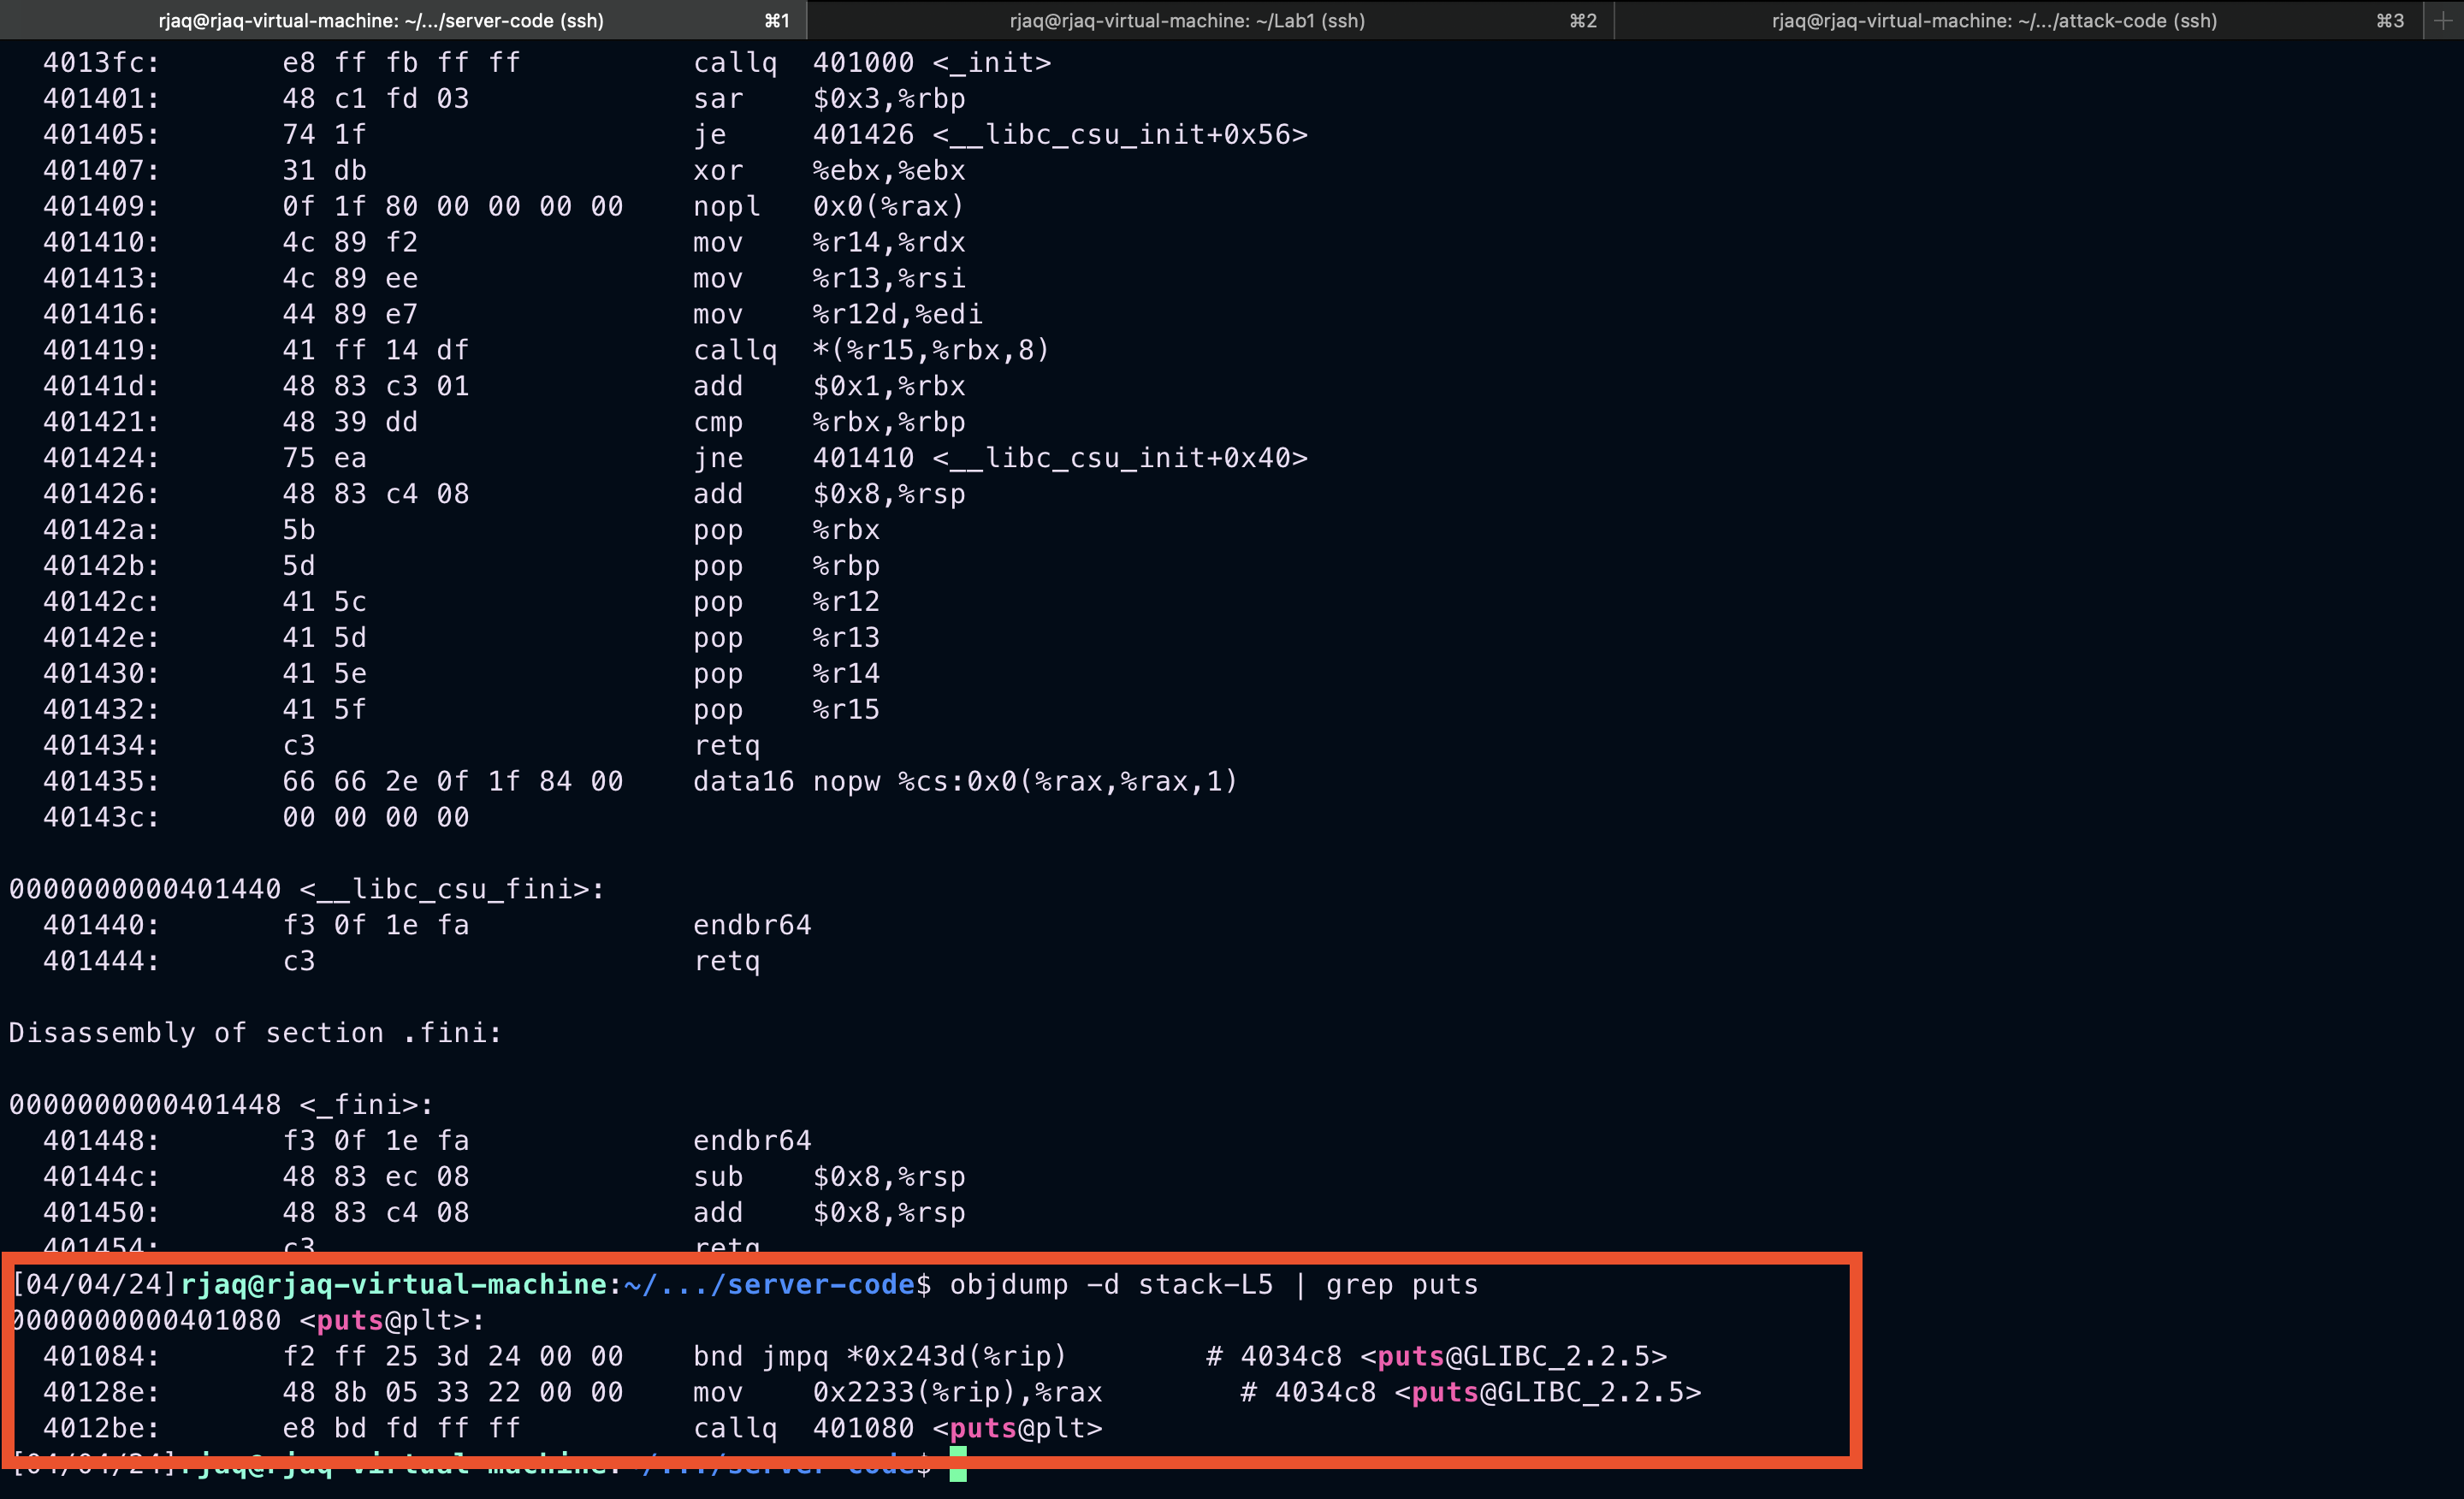 rjaq@rjaq-virtual-machine: ~/.../server-code (ssh) ⌘1 rjaq@rjaq-virtual-machine: ~/Lab1 (ssh) ⌘2 rjaq@rjaq-virtual-machine: ~/.../attack-code (ssh) ⌘3 +
4013fc: e8 ff fb ff ff callq 401000 <_init>
401401: 48 c1 fd 03 sar $0x3,%rbp
401405: 74 1f je 401426 <__libc_csu_init+0x56>
401407: 31 db xor %ebx,%ebx
401409: 0f 1f 80 00 00 00 00 nopl 0x0(%rax)
401410: 4c 89 f2 mov %r14,%rdx
401413: 4c 89 ee mov %r13,%rsi
401416: 44 89 e7 mov %r12d,%edi
401419: 41 ff 14 df callq *(%r15,%rbx,8)
40141d: 48 83 c3 01 add $0x1,%rbx
401421: 48 39 dd cmp %rbx,%rbp
401424: 75 ea jne 401410 <__libc_csu_init+0x40>
401426: 48 83 c4 08 add $0x8,%rsp
40142a: 5b pop %rbx
40142b: 5d pop %rbp
40142c: 41 5c pop %r12
40142e: 41 5d pop %r13
401430: 41 5e pop %r14
401432: 41 5f pop %r15
401434: c3 retq
401435: 66 66 2e 0f 1f 84 00 data16 nopw %cs:0x0(%rax,%rax,1)
40143c: 00 00 00 00
0000000000401440 <__libc_csu_fini>:
401440: f3 0f 1e fa endbr64
401444: c3 retq
Disassembly of section .fini:
0000000000401448 <_fini>:
401448: f3 0f 1e fa endbr64
40144c: 48 83 ec 08 sub $0x8,%rsp
401450: 48 83 c4 08 add $0x8,%rsp
401454: c3 retq
[04/04/24]rjaq@rjaq-virtual-machine:~/.../server-code$ objdump -d stack-L5 | grep puts
0000000000401080 <puts@plt>:
401084: f2 ff 25 3d 24 00 00 bnd jmpq *0x243d(%rip) # 4034c8 <puts@GLIBC_2.2.5>
40128e: 48 8b 05 33 22 00 00 mov 0x2233(%rip),%rax # 4034c8 <puts@GLIBC_2.2.5>
4012be: e8 bd fd ff ff callq 401080 <puts@plt>
[04/04/24]rjaq@rjaq-virtual-machine:~/.../server-code$